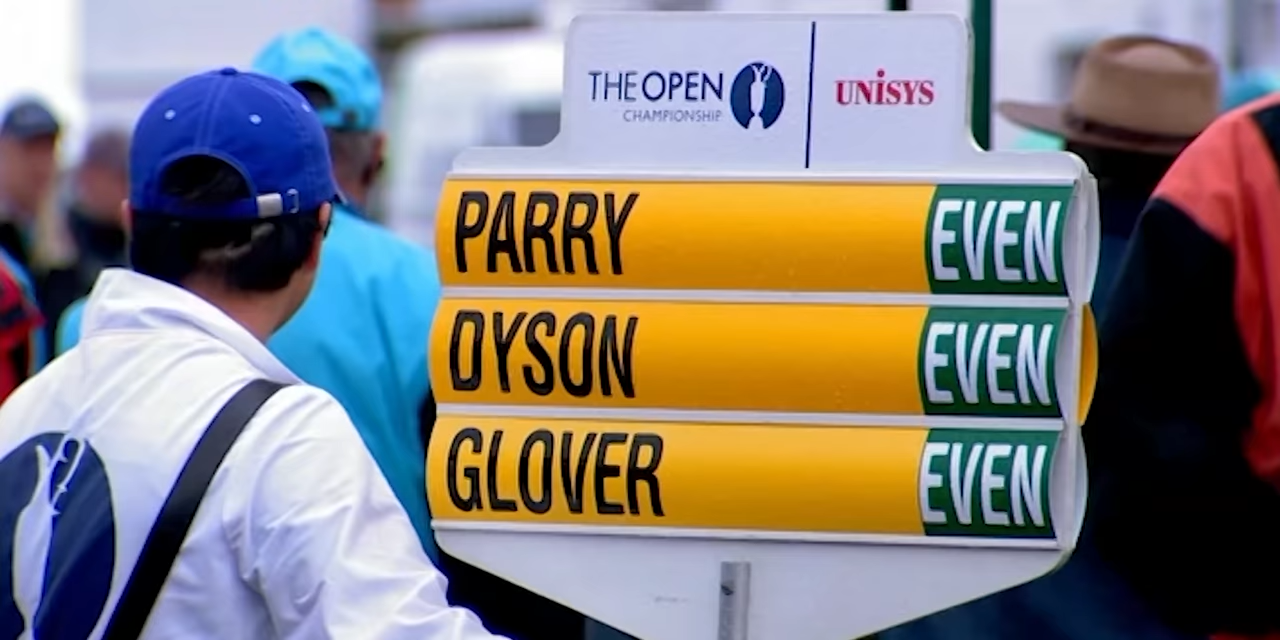 THE OPEN
CHAMPIONSHIP
UNiSYS
PARRY EVEN
DYSON EVEN
GLOVER EVEN